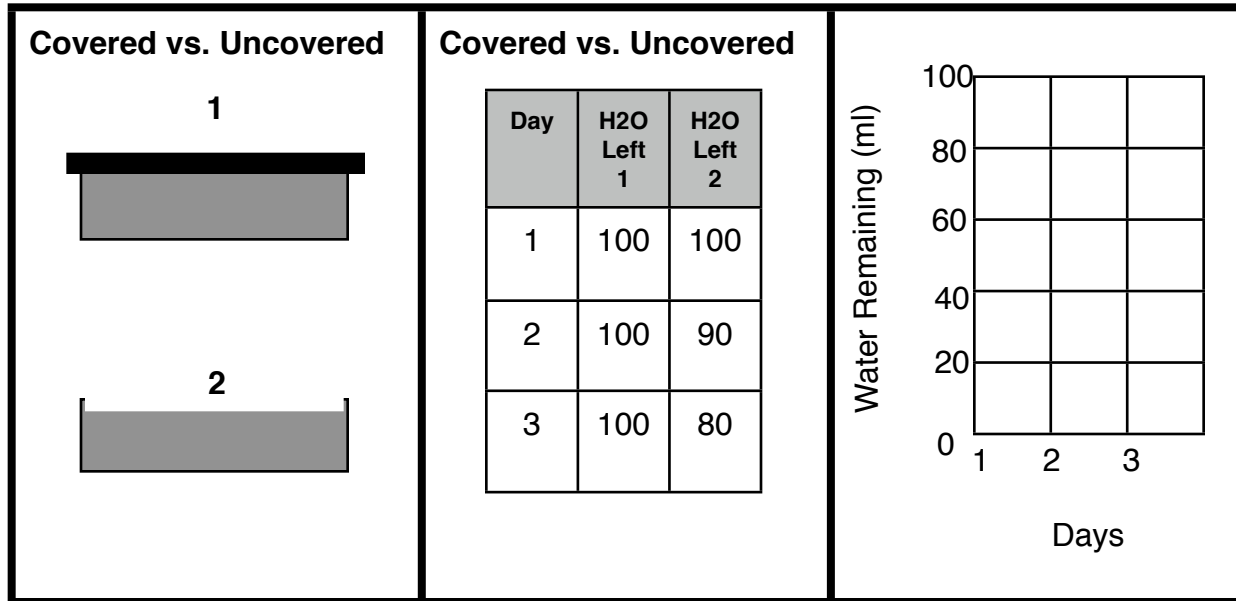 Covered vs. Uncovered
1
2
Covered vs. Uncovered
Day H2O H2O
Left Left
1 2
1 100 100
2 100 90
3 100 80
Water Remaining (ml)
100
80
60
40
20
0
1 2 3
Days